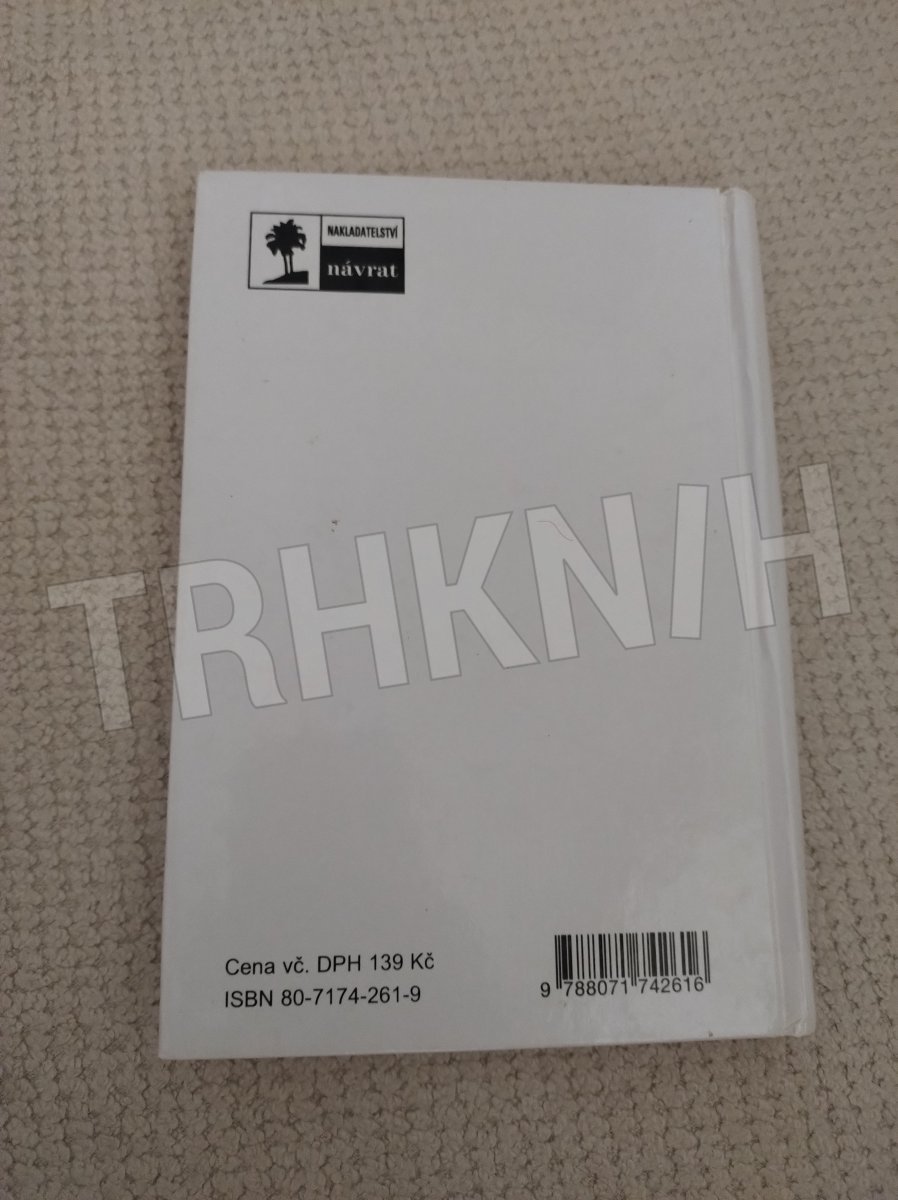 NAKLADATELSTVÍ
návrat
TRHKNIH
Cena vč. DPH 139 Kč
ISBN 80-7174-261-9
9 788071 742616